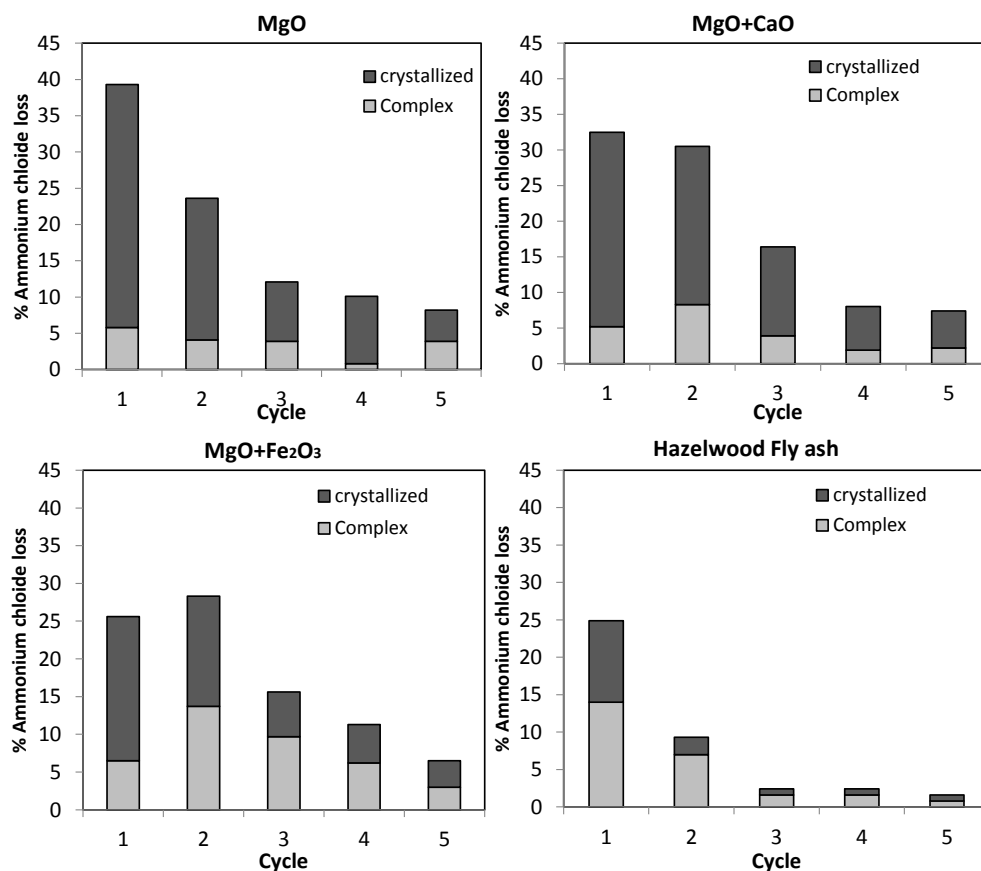 MgO
% Ammonium chloide loss
45
40
35
30
25
20
15
10
5
0
crystallized
Complex
1 2 3 4 5
Cycle
MgO+CaO
% Ammonium chloide loss
45
40
35
30
25
20
15
10
5
0
crystallized
Complex
1 2 3 4 5
Cycle
MgO+Fe₂O₃
% Ammonium chloide loss
45
40
35
30
25
20
15
10
5
0
crystallized
Complex
1 2 3 4 5
Cycle
Hazelwood Fly ash
% Ammonium chloide loss
45
40
35
30
25
20
15
10
5
0
crystallized
Complex
1 2 3 4 5
Cycle